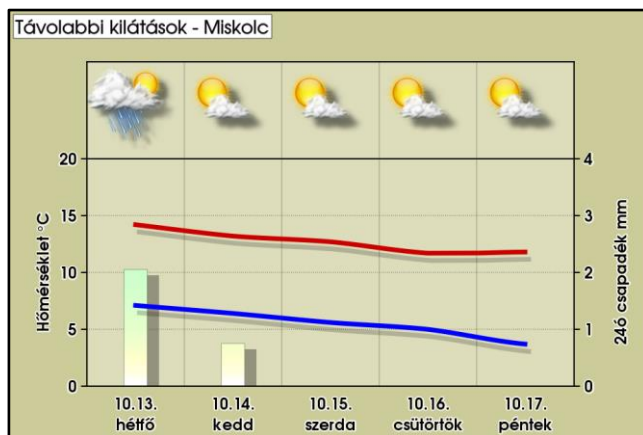 Távolabbi kilátások - Miskolc
Hőmérséklet °C
20
15
10
5
0
4
3
2
1
0
24ó csapadék mm
10.13. 10.14. 10.15. 10.16. 10.17.
hétfő kedd szerda csütörtök péntek